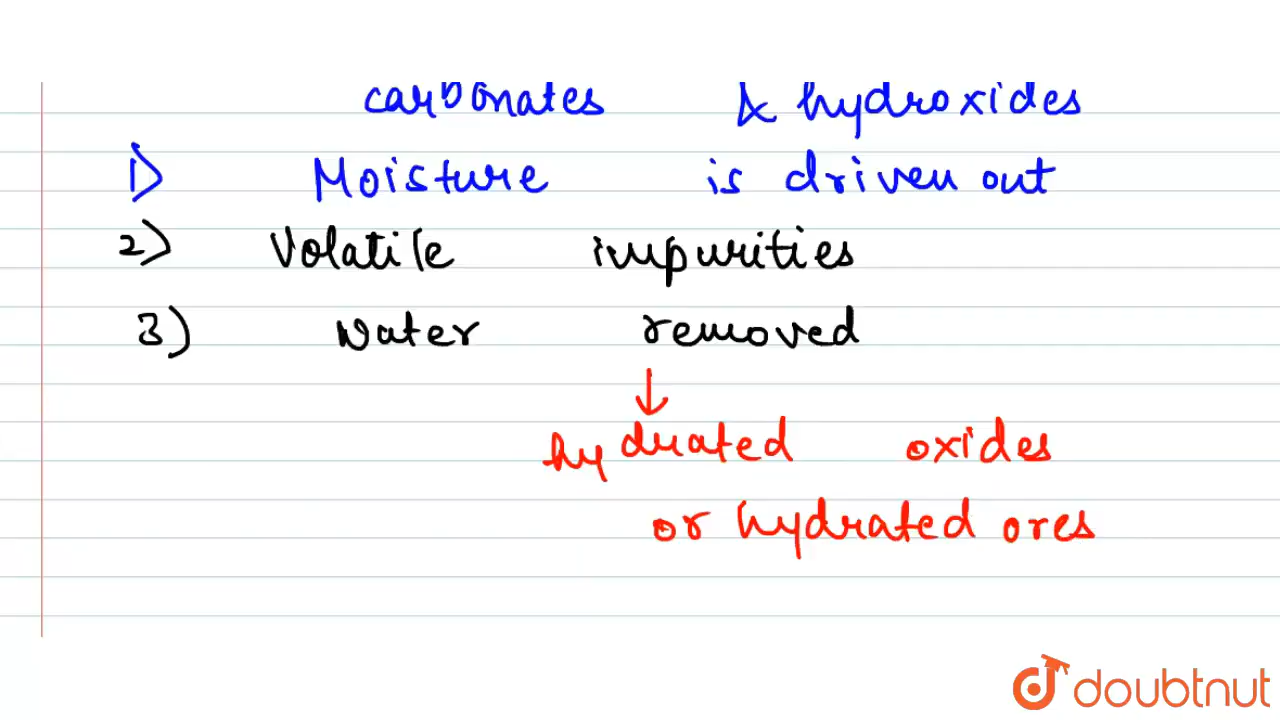 carbonates & hydroxides
1) Moisture is driven out
2) Volatile impurities
3) Water removed
↓
hydrated oxides
or hydrated ores
doubtnut